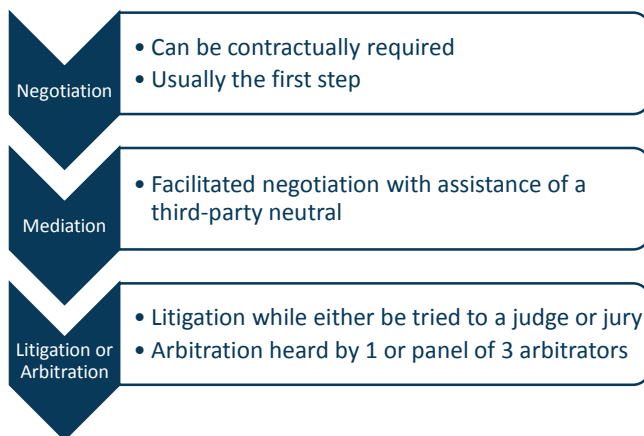 Negotiation
• Can be contractually required
• Usually the first step
Mediation
• Facilitated negotiation with assistance of a
third-party neutral
Litigation or
Arbitration
• Litigation while either be tried to a judge or jury
• Arbitration heard by 1 or panel of 3 arbitrators